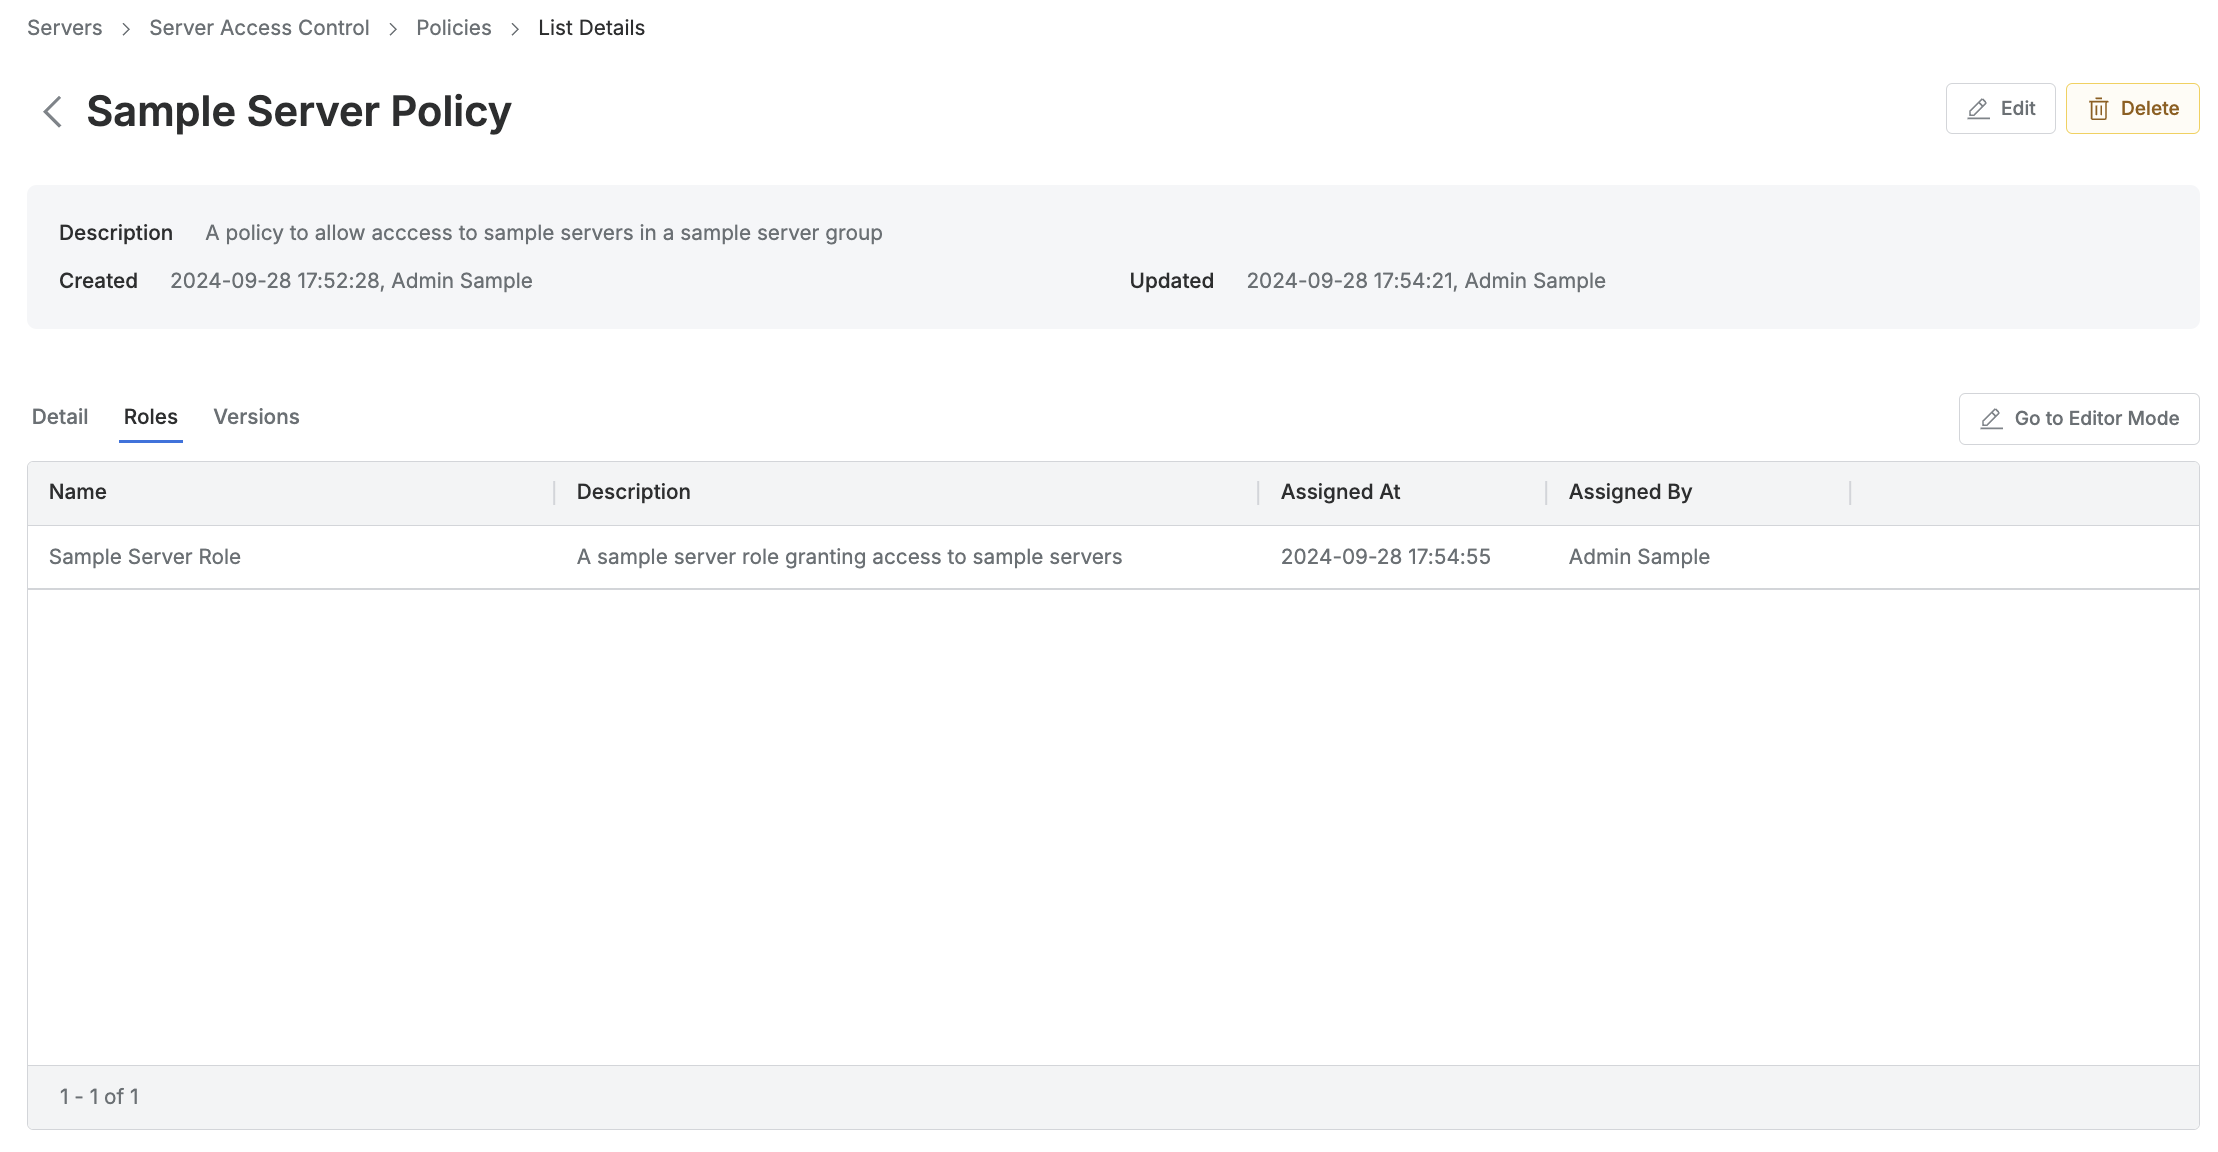 Servers > Server Access Control > Policies > List Details
Sample Server Policy
Edit
Delete
Description A policy to allow acccess to sample servers in a sample server group
Created 2024-09-28 17:52:28, Admin Sample Updated 2024-09-28 17:54:21, Admin Sample
Detail Roles Versions
Go to Editor Mode
Name Description Assigned At Assigned By
Sample Server Role A sample server role granting access to sample servers 2024-09-28 17:54:55 Admin Sample
1 - 1 of 1